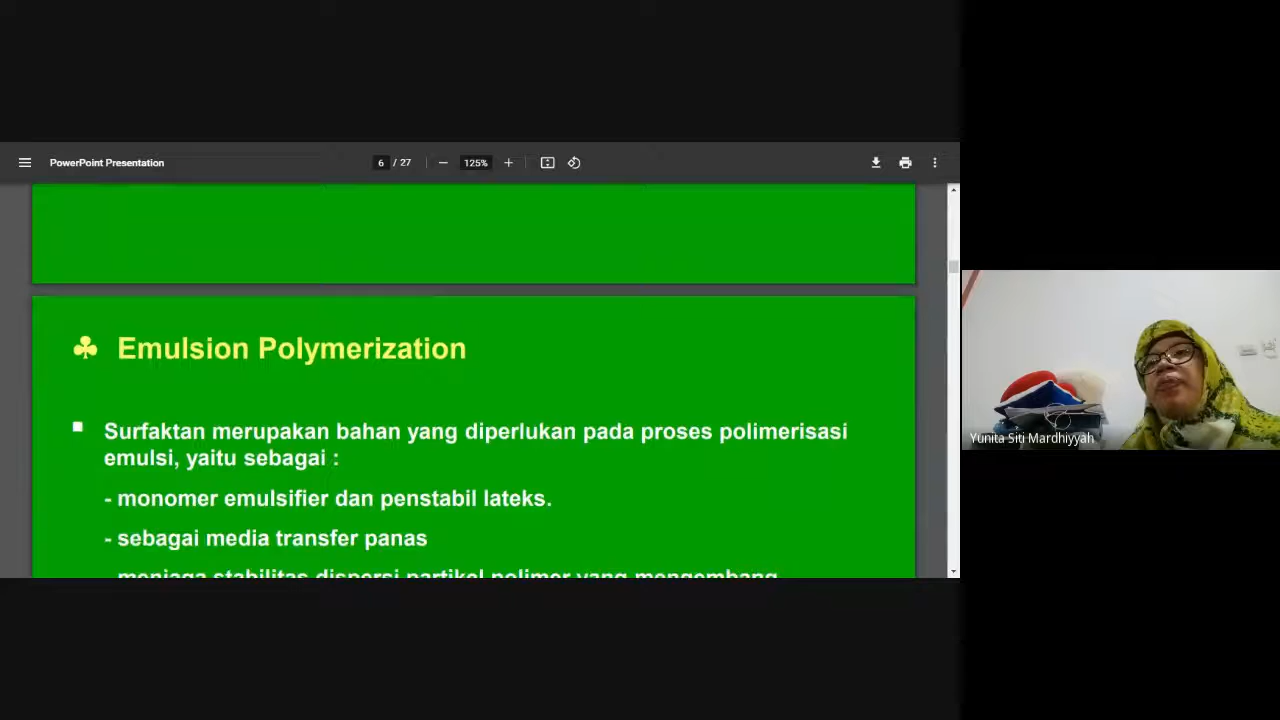 PowerPoint Presentation
6 / 27
125%
Emulsion Polymerization
Surfaktan merupakan bahan yang diperlukan pada proses polimerisasi
emulsi, yaitu sebagai :
- monomer emulsifier dan penstabil lateks.
- sebagai media transfer panas
menjaga stabilitas dispersi partikel polimer yang mengembang
Yunita Siti Mardhiyyah